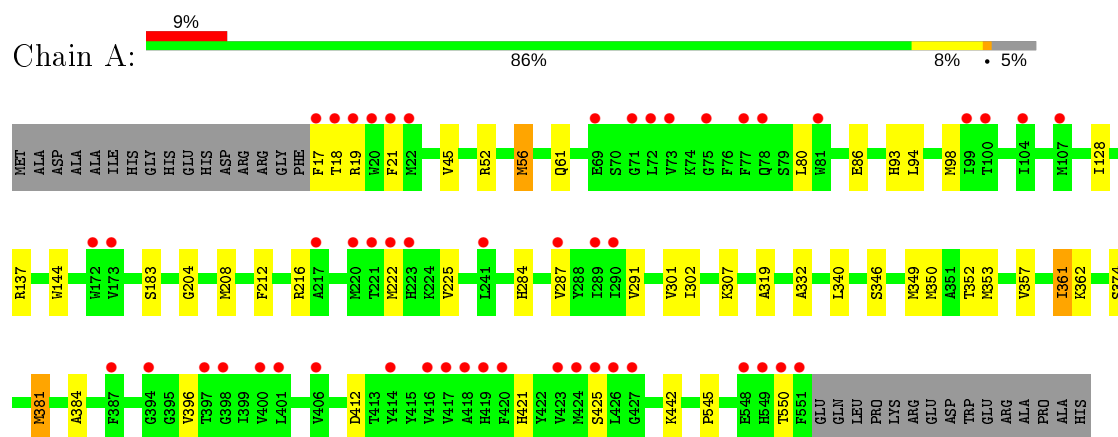 9%
Chain A:
86% 8% • 5%
MET ALA ASP ALA ALA ILE HIS GLY HIS GLU HIS ASP ARG ARG GLY PHE F17 T18 R19 W20 F21 M22 V45 R52 M56 Q61 E69 S70 G71 L72 V73 K74 G75 F76 F77 Q78 S79 L80 W81 E86 H93 L94 M98 I99 T100 I104 M107 I128
R137 W144 W172 V173 S183 G204 M208 F212 R216 A217 M220 T221 M222 H223 K224 V225 L241 H284 V287 Y288 I289 I290 V291 V301 I302 K307 A319 A332 L340 S346 M349 M350 A351 T352 M353 V357 I361 K362 S374
M381 A384 F387 G394 G395 V396 T397 G398 I399 V400 L401 V406 D412 T413 Y414 Y415 V416 V417 A418 H419 F420 H421 Y422 V423 M424 S425 L426 G427 K442 P545 E548 H549 T550 F551 GLU GLN LEU PRO LYS ARG GLU ASP TRP GLU ARG ALA PRO ALA HIS